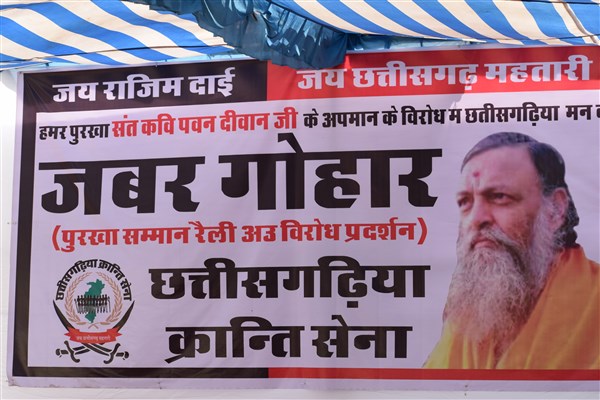 जय राजिम दाई
जय छत्तीसगढ़ महतारी
हमर पुरखा संत कवि पवन दीवान जी के अपमान के विरोध म छतीसगढ़िया मन
जबर गोहार
(पुरखा सम्मान रैली अउ विरोध प्रदर्शन)
छत्तीसगढ़िया
क्रान्ति सेना
छत्तीसगढ़िया क्रान्ति सेना